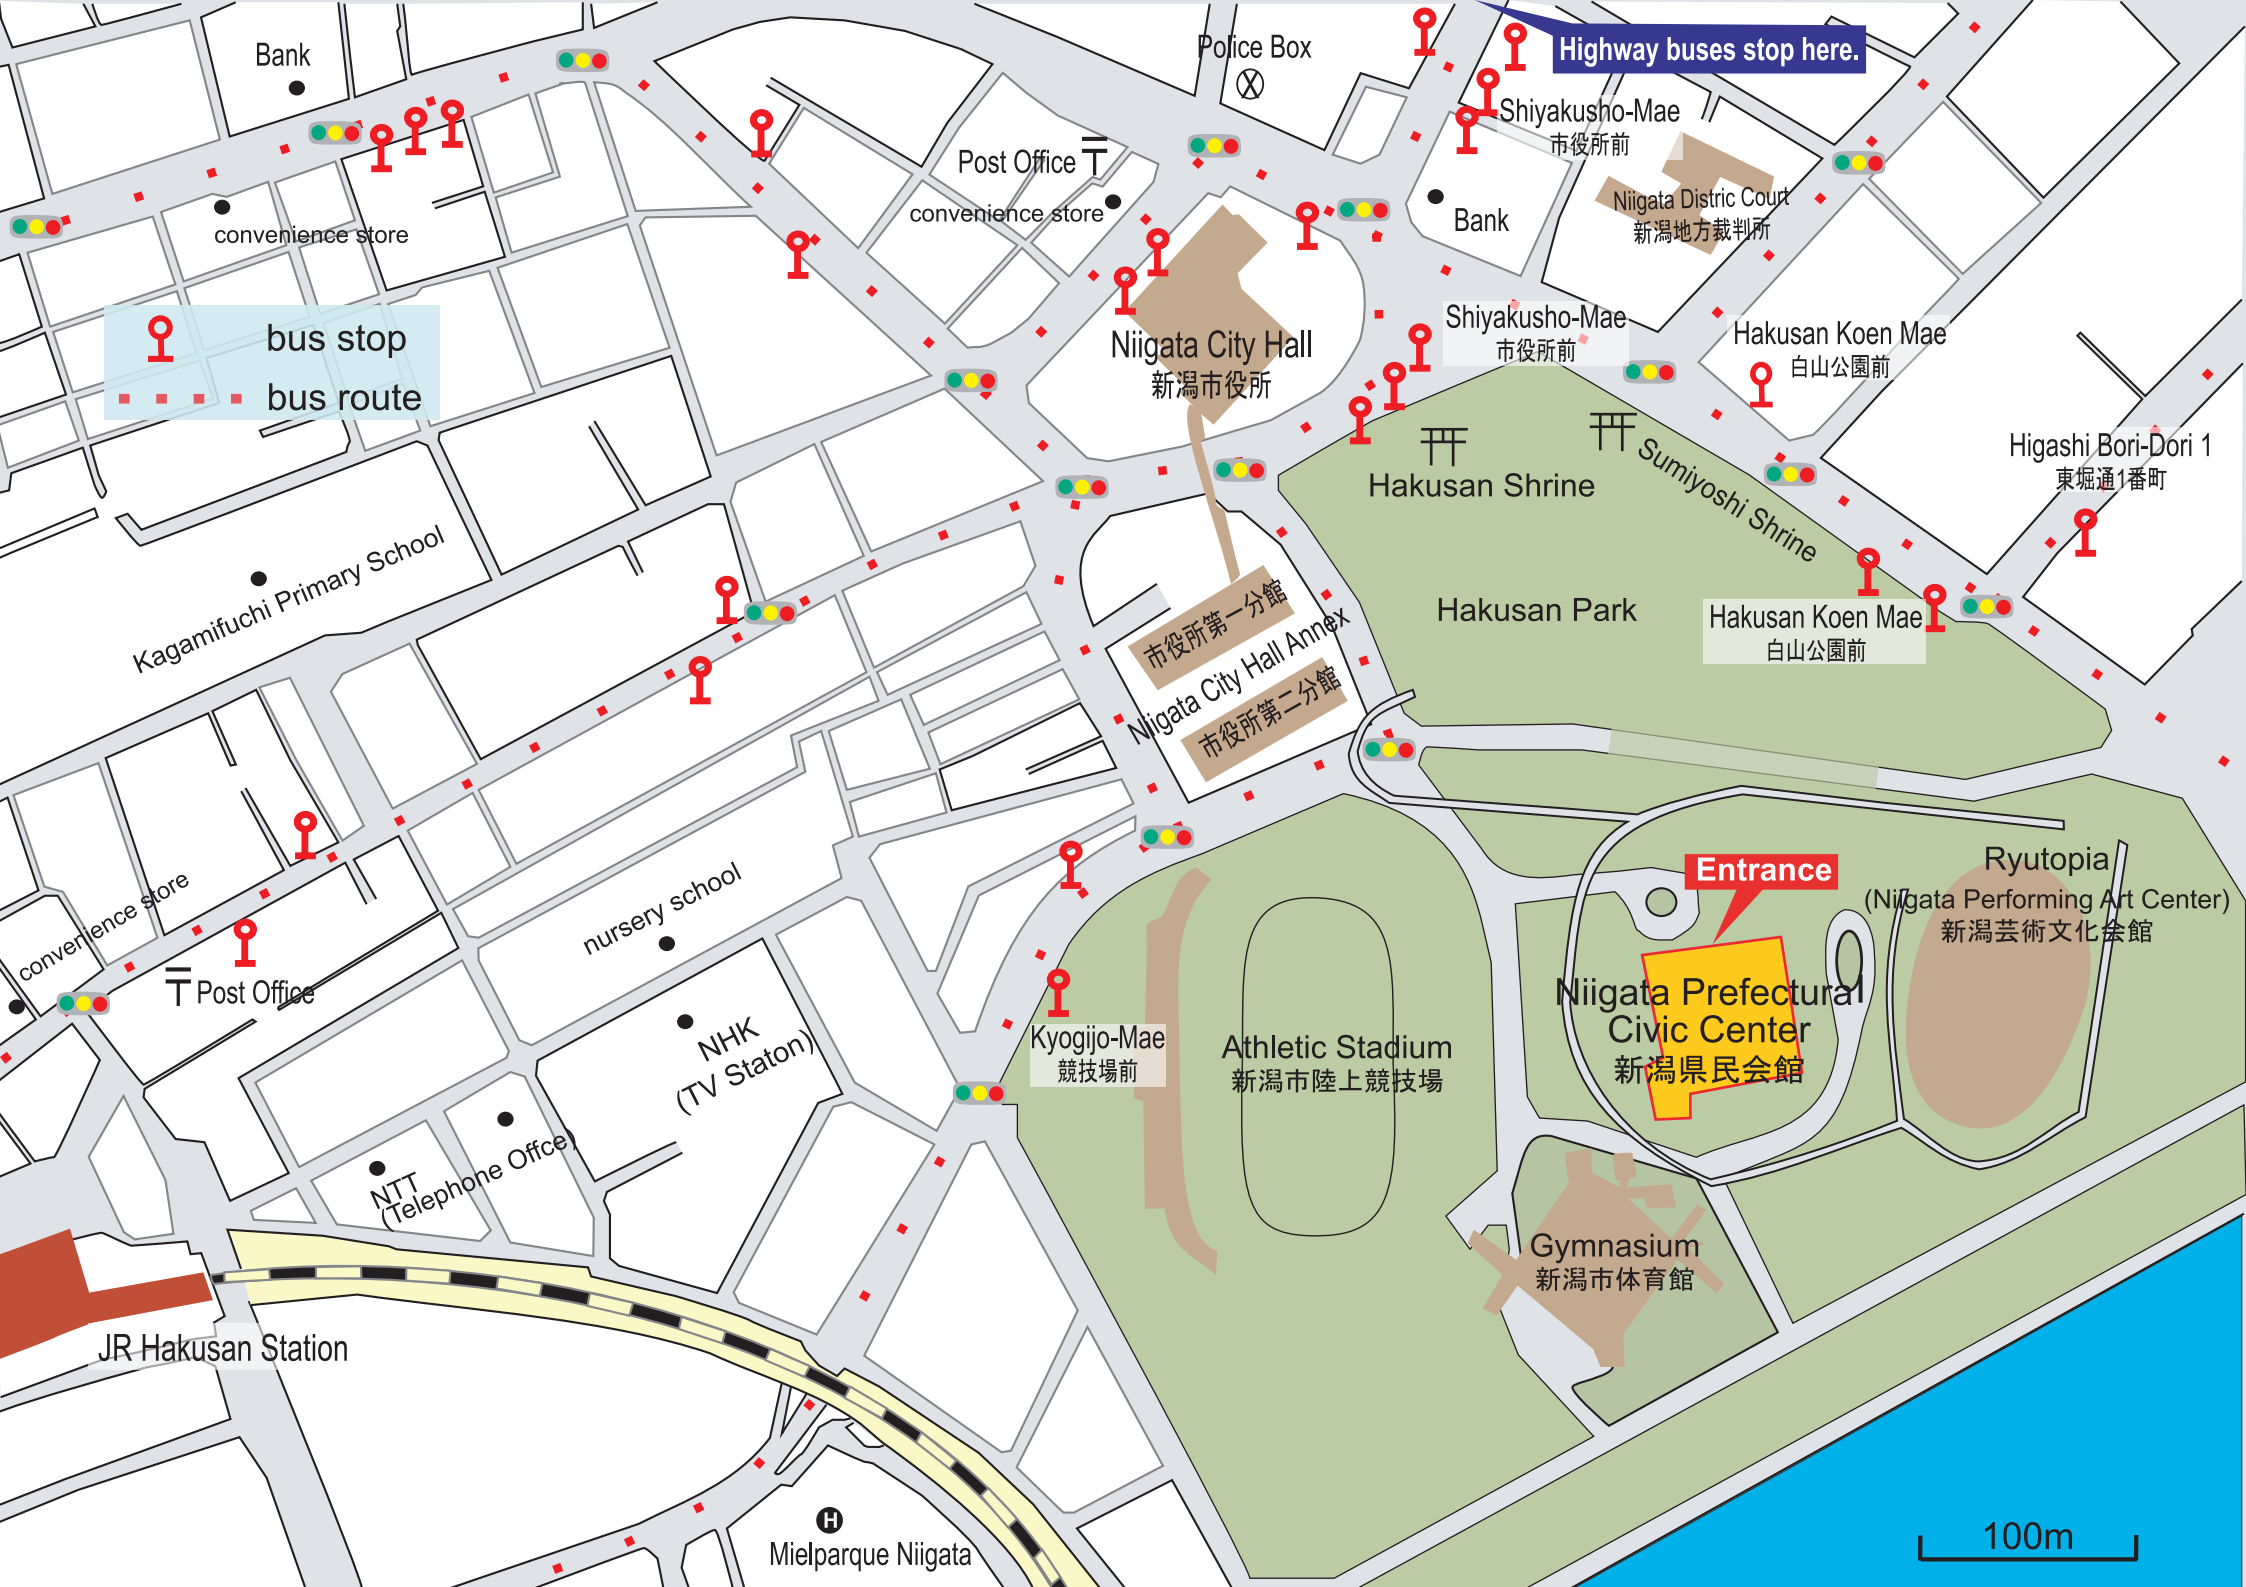 Highway buses stop here.
Police Box
Bank
Shiyakusho-Mae
市役所前
Post Office
convenience store
Niigata Distric Court
新潟地方裁判所
Bank
convenience store
bus stop
bus route
Shiyakusho-Mae
市役所前
Hakusan Koen Mae
白山公園前
Niigata City Hall
新潟市役所
Higashi Bori-Dori 1
東堀通1番町
Hakusan Shrine
Sumiyoshi Shrine
Kagamifuchi Primary School
Hakusan Park
Hakusan Koen Mae
白山公園前
市役所第一分館
Niigata City Hall Annex
市役所第二分館
Entrance
Ryutopia
(Niigata Performing Art Center)
新潟芸術文化会館
convenience store
nursery school
Post Office
Niigata Prefectural
Civic Center
新潟県民会館
NHK
(TV Staton)
Kyogijo-Mae
競技場前
Athletic Stadium
新潟市陸上競技場
NTT
(Telephone Offce)
Gymnasium
新潟市体育館
JR Hakusan Station
H
Mielparque Niigata
100m